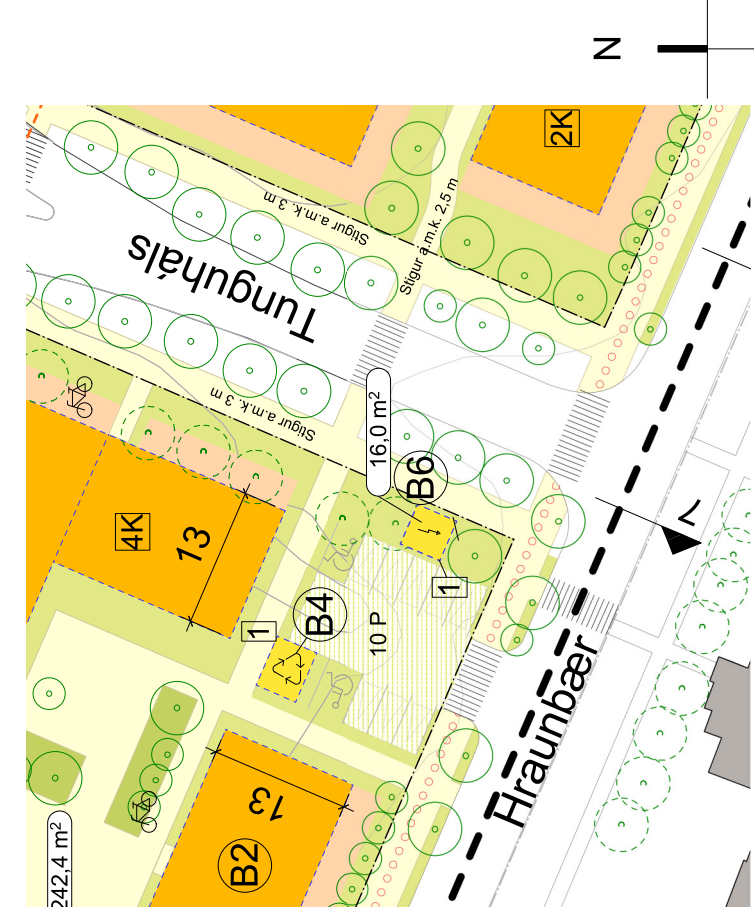 N
2K
Stígur a.m.k. 3 m
Stígur a.m.k. 2,5 m
Tunguháls
Stígur a.m.k. 3 m
16,0 m²
B6
4K
13
1
1
B4
10 P
7
Hraunbær
13
B2
242,4 m²